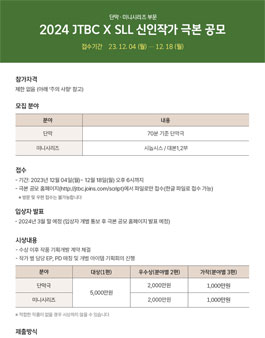 단막 · 미니시리즈 부문
2024 JTBC X SLL 신인작가 극본 공모
접수기간 23. 12. 04 (월) ··· 12. 18 (월)
참가자격
제한 없음 (아래 '주의 사항' 참고)
모집 분야
분야 내용
단막 70분 기준 단막극
미니시리즈 시놉시스 / 대본1,2부
접수
- 기간: 2023년 12월 04일(월)~ 12월 18일(월) 오후 6시까지
- 극본 공모 홈페이지(http://jtbc.joins.com/script)에서 파일로만 접수(한글 파일로 접수 가능)
* 방문 및 우편 접수는 불가능합니다
입상자 발표
- 2024년 3월 말 예정 (입상자 개별 통보 후 극본 공모 홈페이지 발표 예정)
시상내용
- 수상 이후 작품 기획개발 계약 체결
- 작가 별 담당 EP, PD 매칭 및 개별 아이템 기획회의 진행
분야 대상(1편) 우수상(분야별 2편) 가작(분야별 3편)
단막극 5,000만원 2,000만원 1,000만원
미니시리즈 2,000만원 1,000만원
* 적합한 작품이 없을 경우 시상하지 않을 수 있습니다.
제출방식